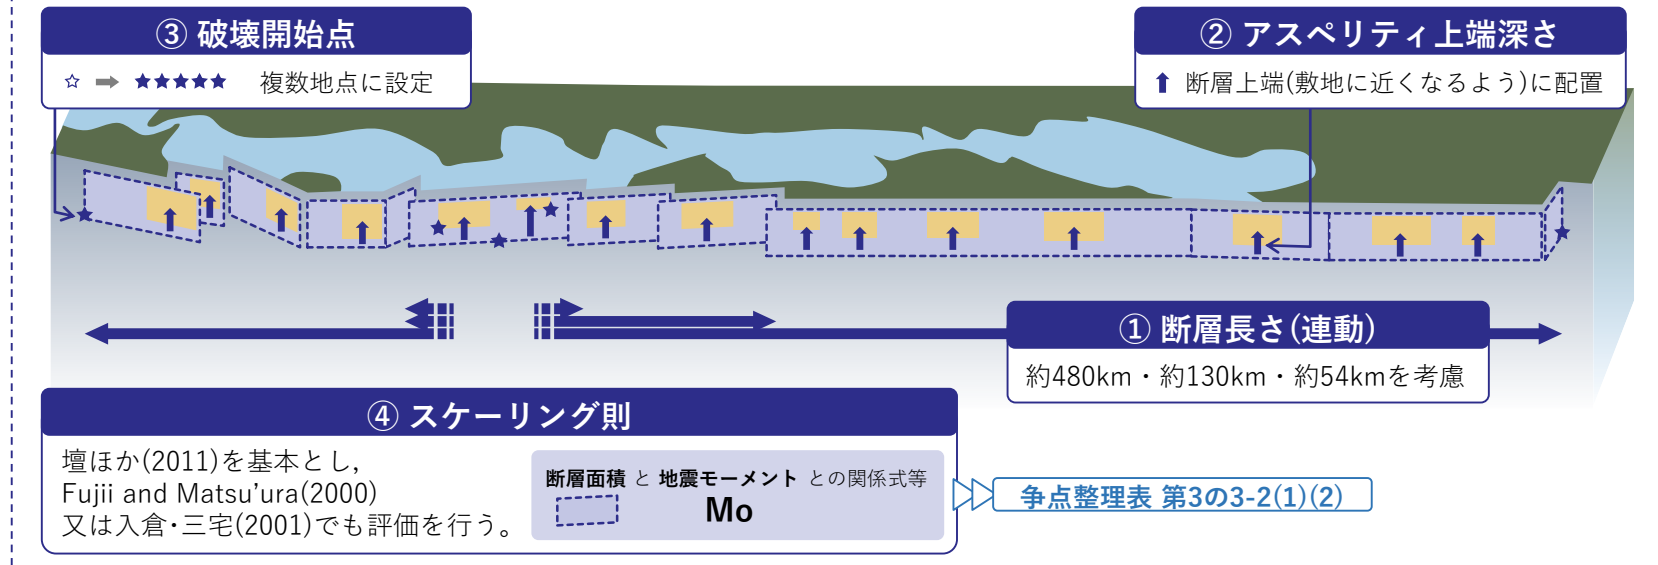 ③ 破壊開始点
☆ ➡ ★★★★★ 複数地点に設定
② アスペリティ上端深さ
断層上端(敷地に近くなるよう)に配置
① 断層長さ(連動)
約480km・約130km・約54kmを考慮
④ スケーリング則
壇ほか(2011)を基本とし,
Fujii and Matsu’ura(2000)
又は入倉・三宅(2001)でも評価を行う。
断層面積 と 地震モーメント との関係式等
Mo
争点整理表 第3の3-2(1)(2)